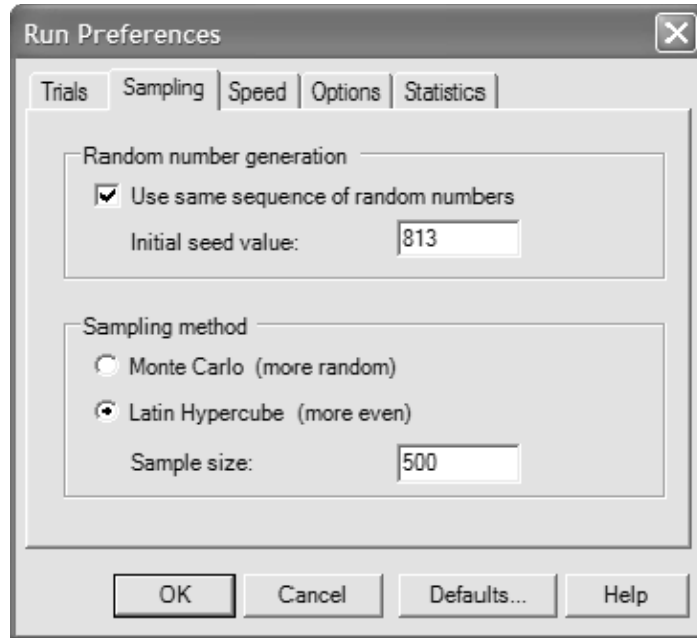 Run Preferences
Trials Sampling Speed Options Statistics
Random number generation
Use same sequence of random numbers
Initial seed value: 813
Sampling method
Monte Carlo (more random)
Latin Hypercube (more even)
Sample size: 500
OK Cancel Defaults... Help